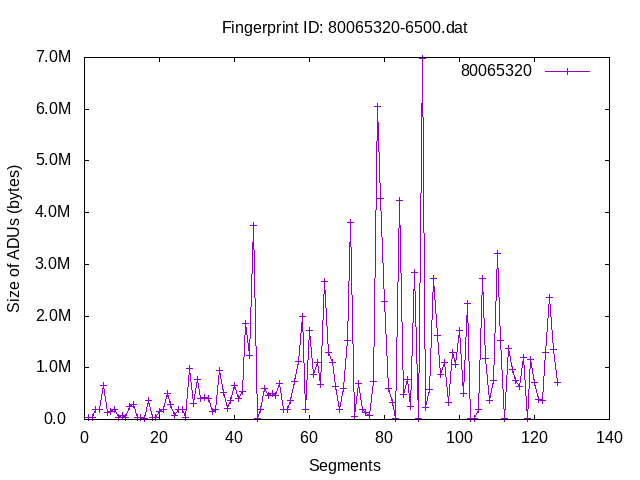 Fingerprint ID: 80065320-6500.dat
80065320
7.0M
6.0M
5.0M
4.0M
3.0M
2.0M
1.0M
0.0
Size of ADUs (bytes)
0 20 40 60 80 100 120 140
Segments